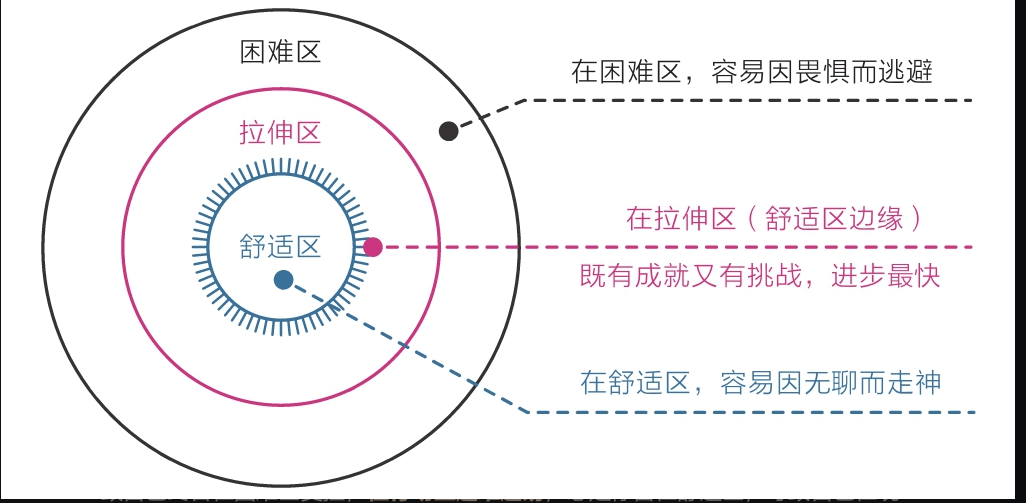 困难区
在困难区，容易因畏惧而逃避
拉伸区
在拉伸区（舒适区边缘）
舒适区
既有成就又有挑战，进步最快
在舒适区，容易因无聊而走神